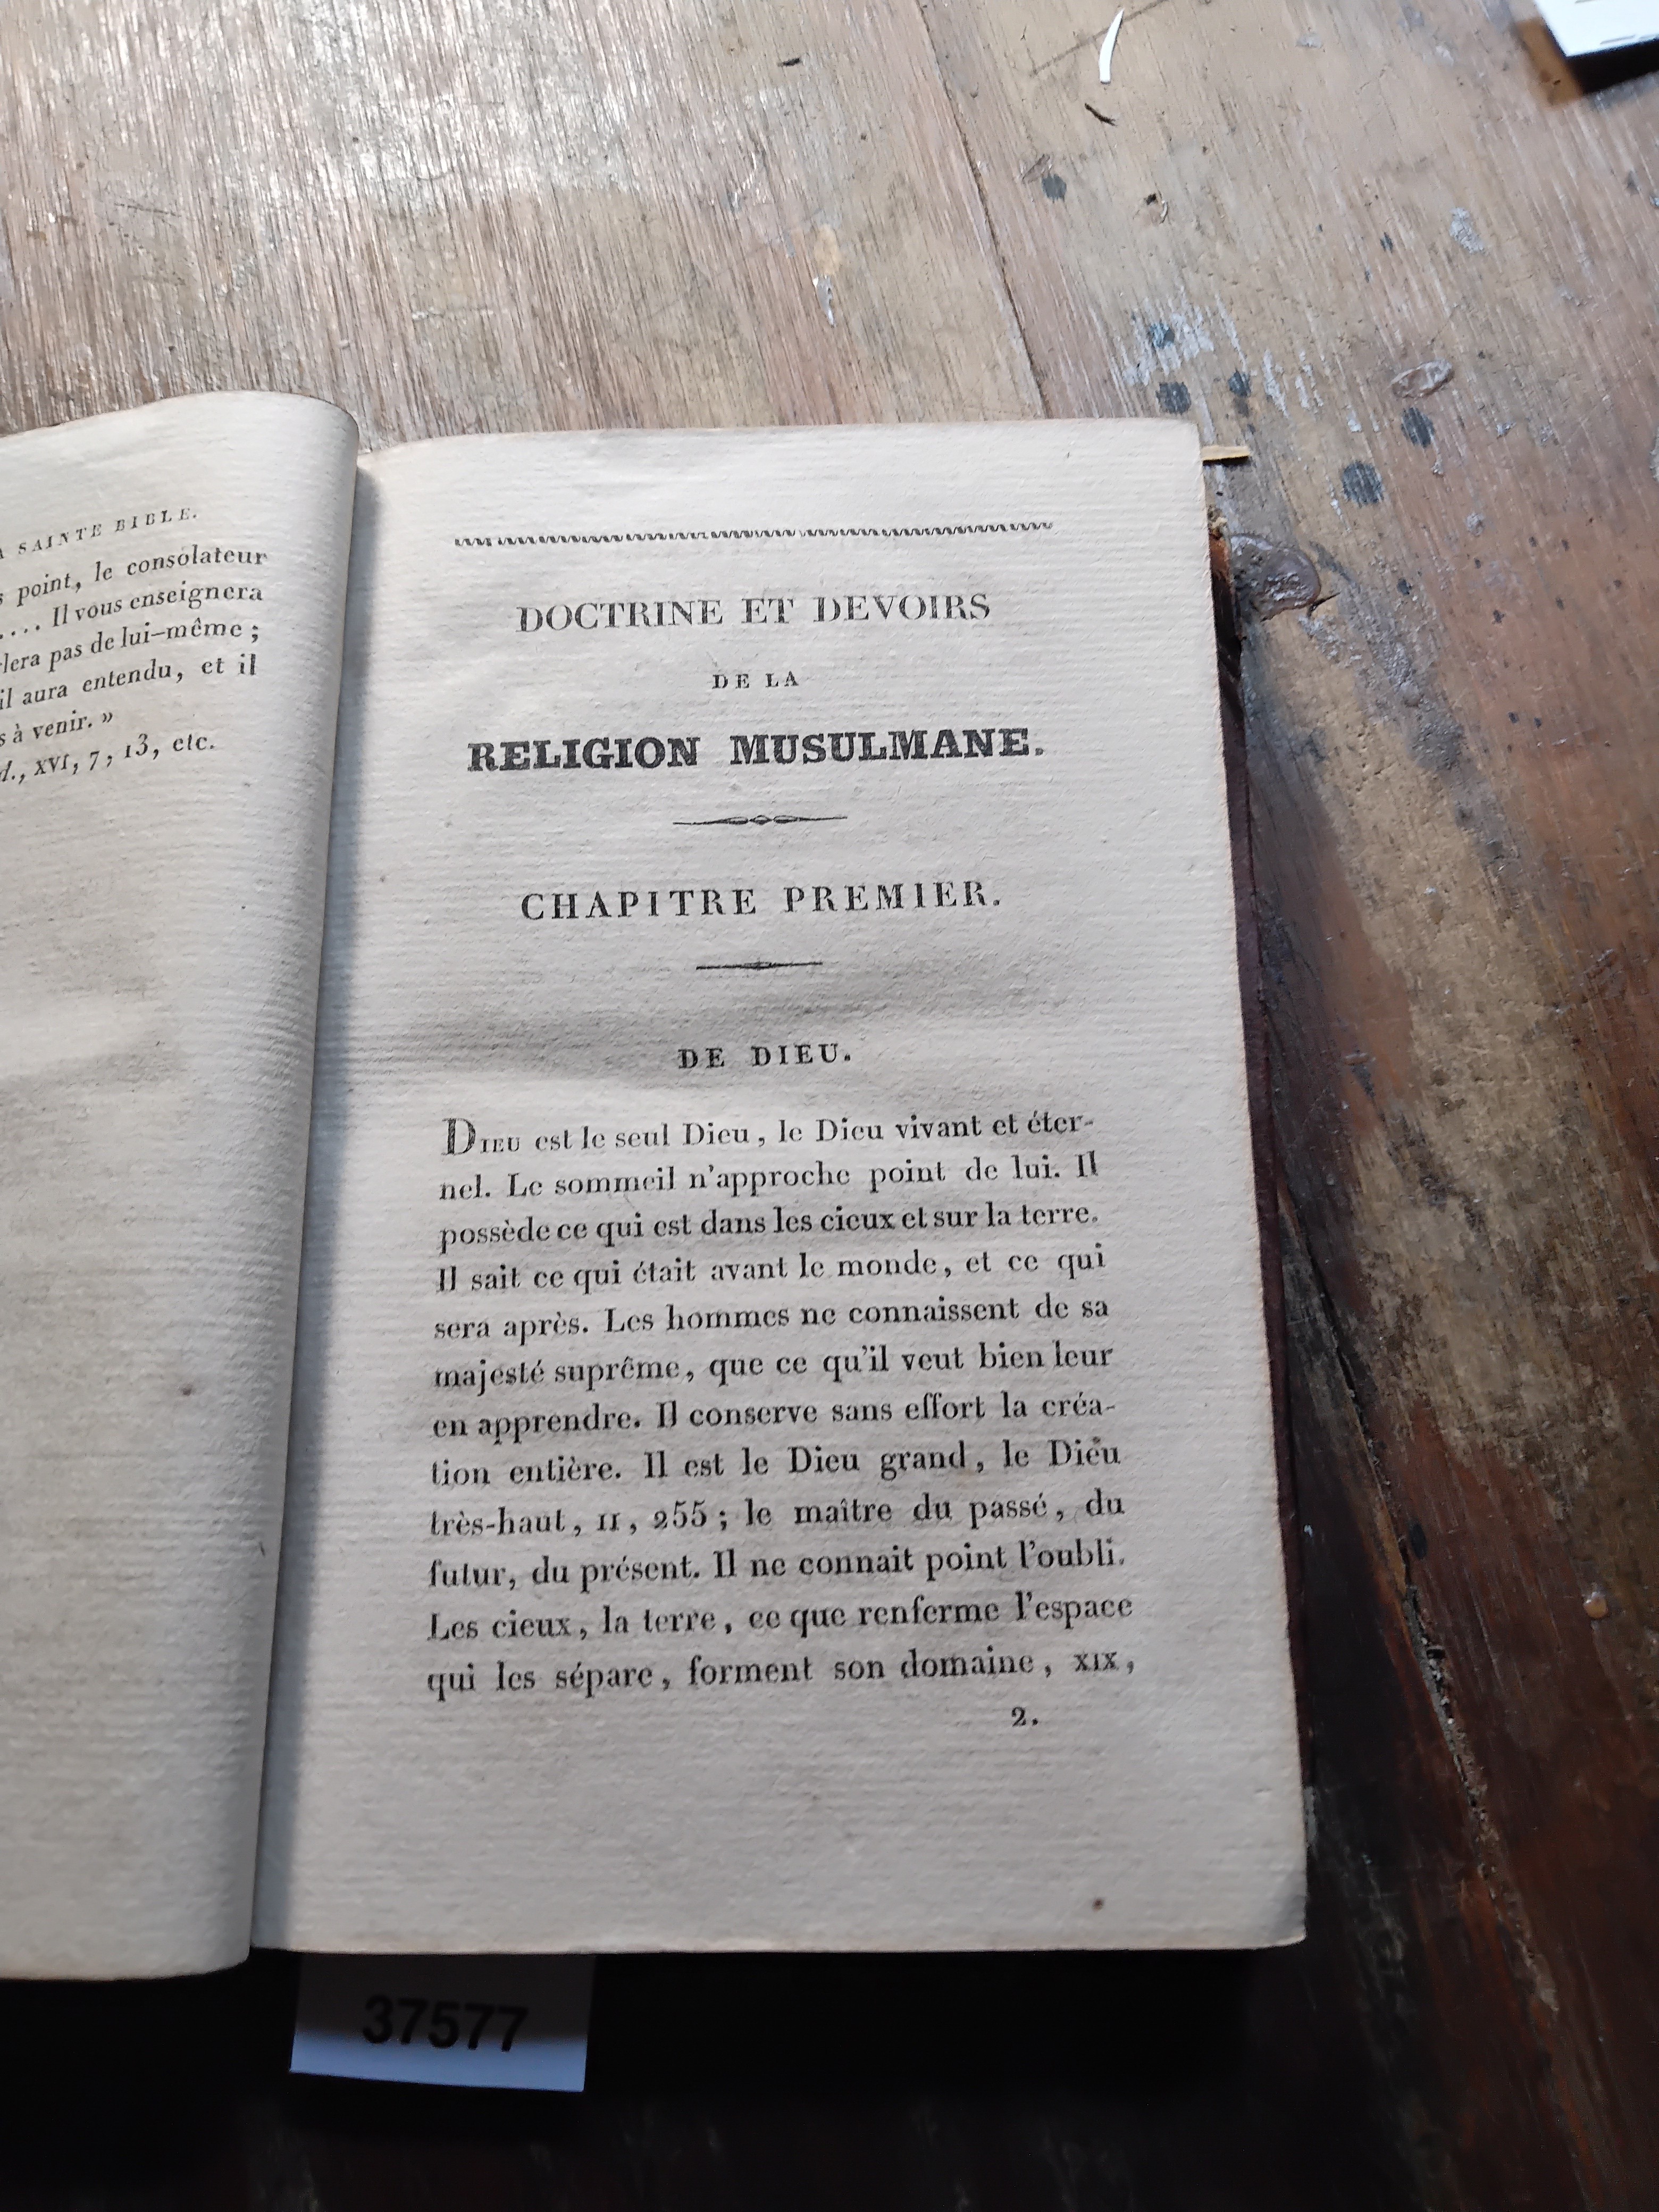 SAINTE BIBLE.
point, le consolateur
.... Il vous enseignera
pas de lui-même ;
il aura entendu, et il
à venir. »
XVI, 7, 13, etc.
DOCTRINE ET DEVOIRS
DE LA
RELIGION MUSULMANE.
CHAPITRE PREMIER.
DE DIEU.
DIEU est le seul Dieu, le Dieu vivant et éter-
nel. Le sommeil n'approche point de lui. Il
possède ce qui est dans les cieux et sur la terre.
Il sait ce qui était avant le monde, et ce qui
sera après. Les hommes ne connaissent de sa
majesté suprême, que ce qu'il veut bien leur
en apprendre. Il conserve sans effort la créa-
tion entière. Il est le Dieu grand, le Dieu
très-haut, II, 255 ; le maître du passé, du
futur, du présent. Il ne connait point l'oubli.
Les cieux, la terre, ce que renferme l'espace
qui les sépare, forment son domaine, XIX,
2.
37577